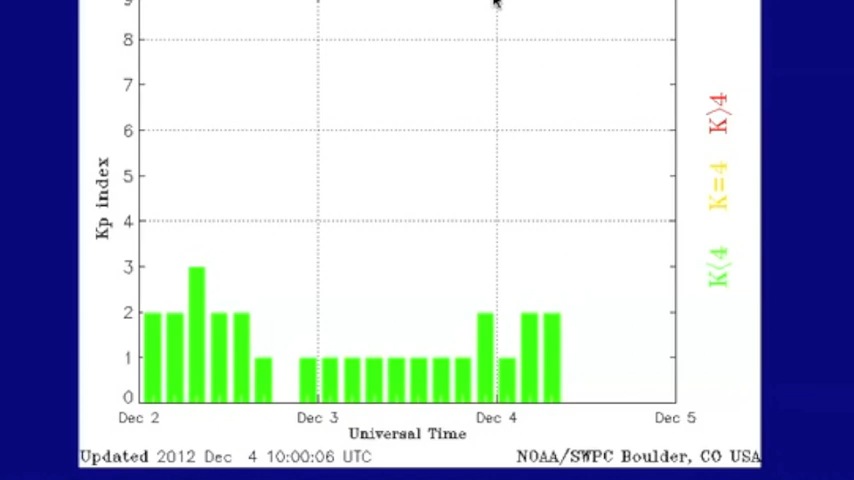 9
8
7
6
5
4
3
2
1
0
Kp index
Dec 2 Dec 3 Dec 4 Dec 5
Universal Time
K<4 K=4 K>4
Updated 2012 Dec 4 10:00:06 UTC NOAA/SWPC Boulder, CO USA